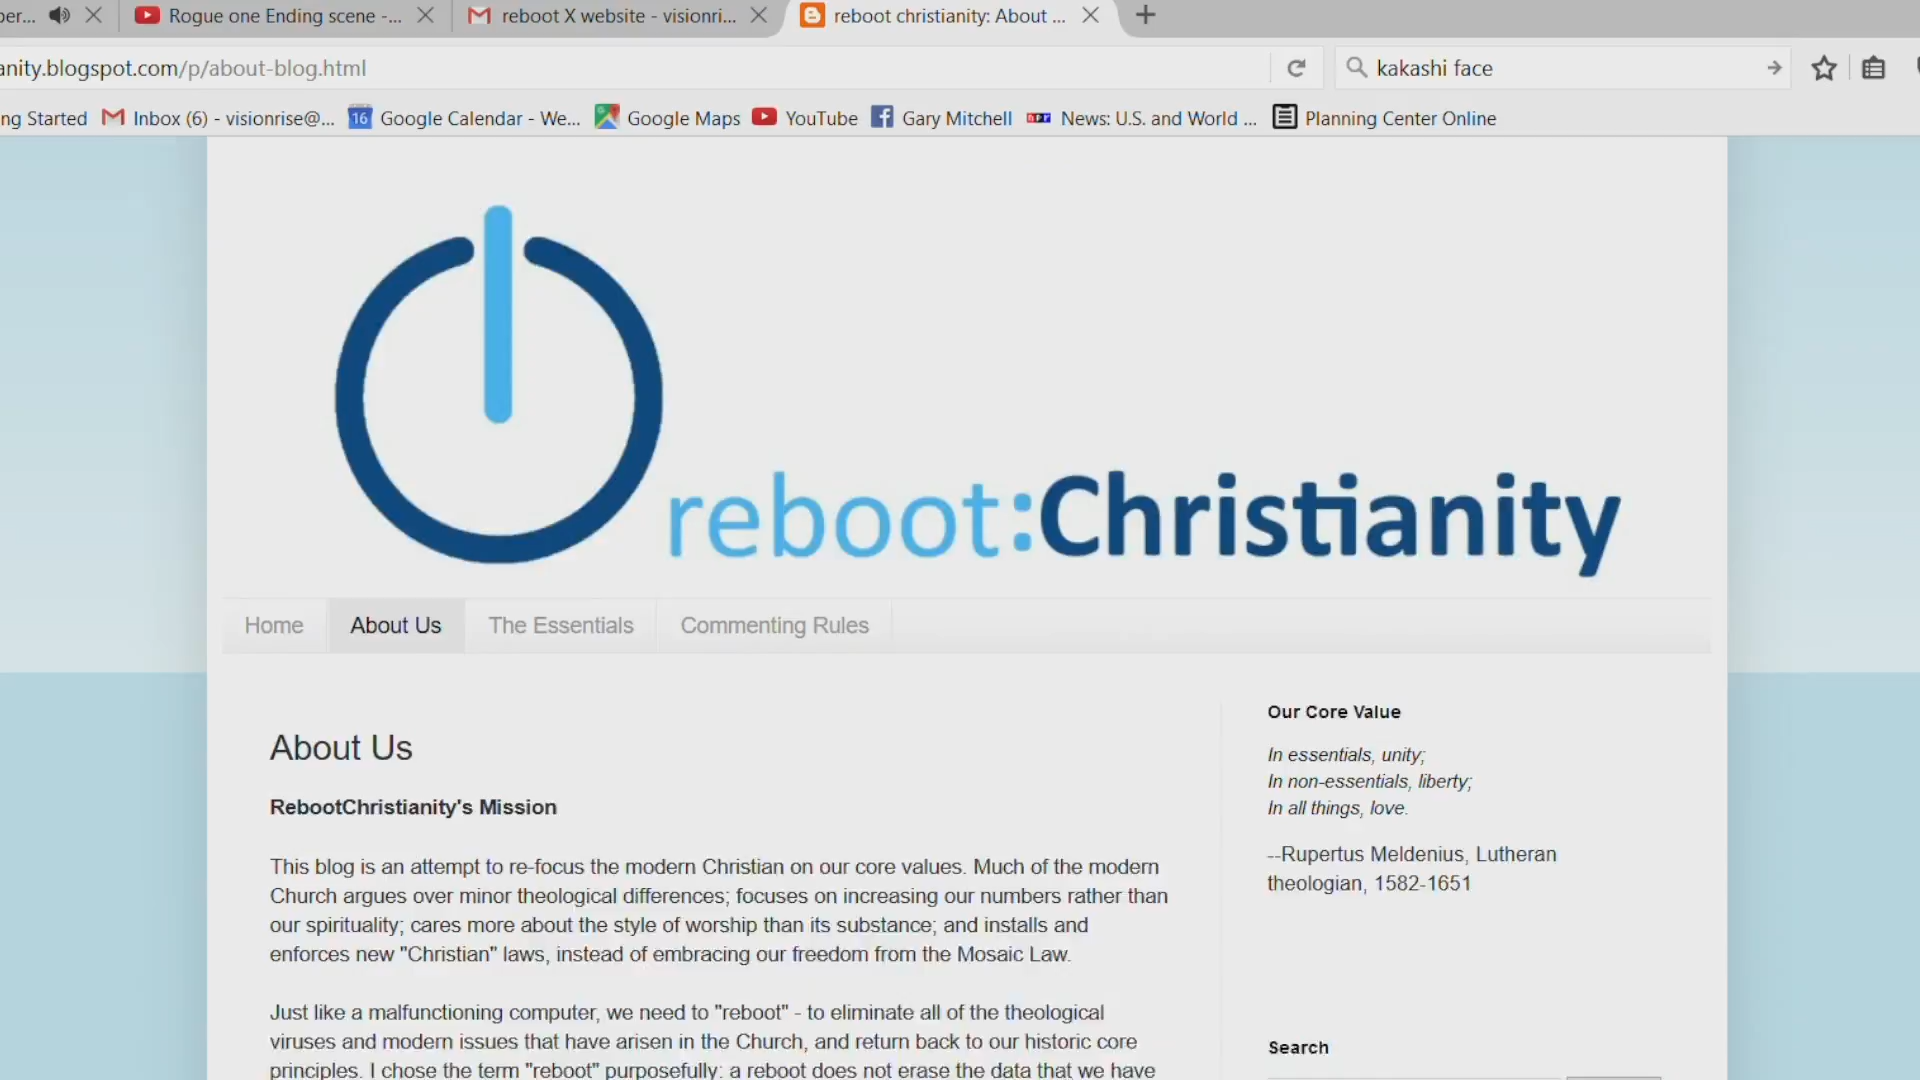 per...
Rogue one Ending scene -...
reboot X website - visionri...
reboot christianity: About ...
anity.blogspot.com/p/about-blog.html
kakashi face
ng Started
Inbox (6) - visionrise@...
16
Google Calendar - We...
Google Maps
YouTube
Gary Mitchell
npr
News: U.S. and World ...
Planning Center Online
reboot:Christianity
Home
About Us
The Essentials
Commenting Rules
About Us
RebootChristianity's Mission
This blog is an attempt to re-focus the modern Christian on our core values. Much of the modern
Church argues over minor theological differences; focuses on increasing our numbers rather than
our spirituality; cares more about the style of worship than its substance; and installs and
enforces new "Christian" laws, instead of embracing our freedom from the Mosaic Law.
Just like a malfunctioning computer, we need to "reboot" - to eliminate all of the theological
viruses and modern issues that have arisen in the Church, and return back to our historic core
principles. I chose the term "reboot" purposefully: a reboot does not erase the data that we have
Our Core Value
In essentials, unity;
In non-essentials, liberty;
In all things, love.
--Rupertus Meldenius, Lutheran
theologian, 1582-1651
Search